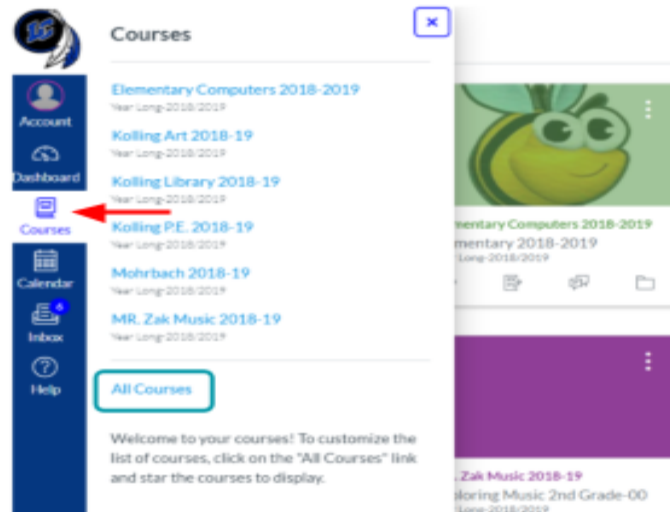 Courses
×
Elementary Computers 2018-2019
Year Long-2018/2019
Kolling Art 2018-19
Year Long-2018/2019
Kolling Library 2018-19
Year Long-2018/2019
Kolling P.E. 2018-19
Year Long-2018/2019
Mohrbach 2018-19
Year Long-2018/2019
MR. Zak Music 2018-19
Year Long-2018/2019
All Courses
Welcome to your courses! To customize the
list of courses, click on the "All Courses" link
and star the courses to display.
Account
Dashboard
Courses
Calendar
6
Inbox
Help
mentary Computers 2018-2019
mentary 2018-2019
Long-2018/2019
. Zak Music 2018-19
loring Music 2nd Grade-00
Long-2018/2019